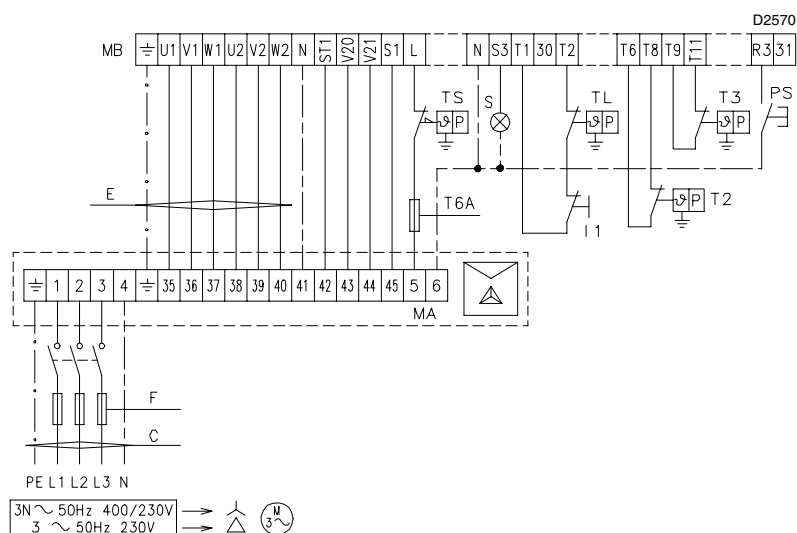 D2570
MB ⏚ U1 V1 W1 U2 V2 W2 N ST1 V20 V21 S1 L N S3 T1 30 T2 T6 T8 T9 T11 R3 31
TS S TL T3 PS
ϑ P ϑ P ϑ P
E T6A I1 ϑ P T2
⏚ 1 2 3 4 ⏚ 35 36 37 38 39 40 41 42 43 44 45 5 6
MA
F
C
PE L1 L2 L3 N
3N ~ 50Hz 400/230V
3 ~ 50Hz 230V
M
3~